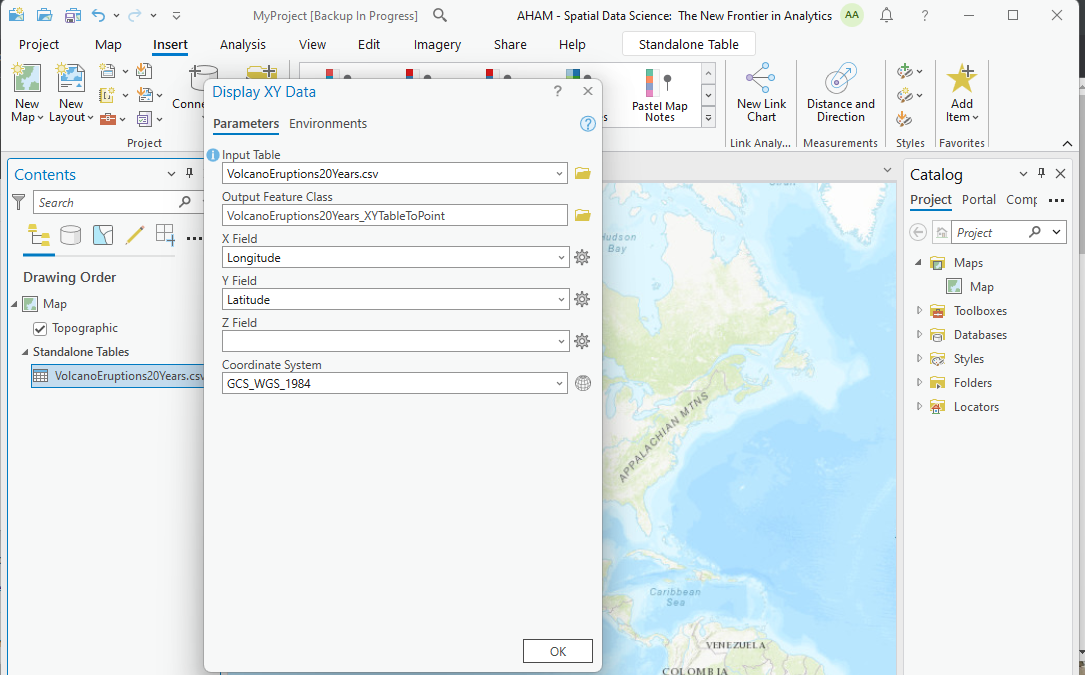 MyProject [Backup In Progress]
AHAM - Spatial Data Science: The New Frontier in Analytics
AA
?
Project
Map
Insert
Analysis
View
Edit
Imagery
Share
Help
Standalone Table
New
Map
New
Layout
Conne
Project
Pastel Map
Notes
New Link
Chart
Link Analy...
Distance and
Direction
Measurements
Styles
Add
Item
Favorites
Contents
Search
Drawing Order
Map
Topographic
Standalone Tables
VolcanoEruptions20Years.csv
Display XY Data
?
Parameters
Environments
?
Input Table
VolcanoEruptions20Years.csv
Output Feature Class
VolcanoEruptions20Years_XYTableToPoint
X Field
Longitude
Y Field
Latitude
Z Field
Coordinate System
GCS_WGS_1984
OK
Hudson
Bay
APPALACHIAN MTNS
Caribbean
Sea
VENEZUELA
COLOMBIA
Catalog
Project
Portal
Comp
Project
Maps
Map
Toolboxes
Databases
Styles
Folders
Locators